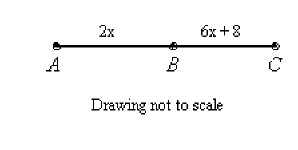 2x 6x + 8
A B C
Drawing not to scale